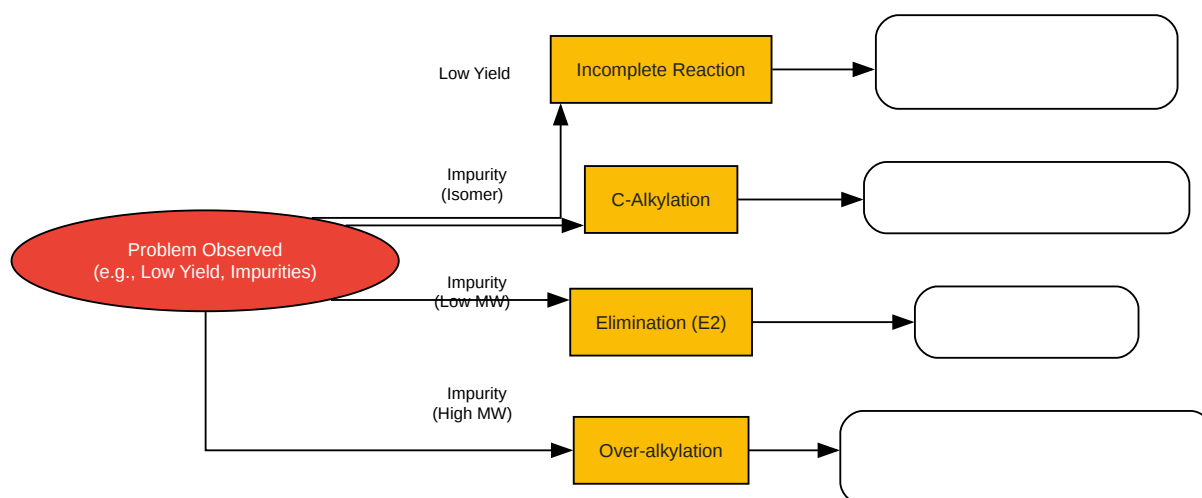 Low Yield
Incomplete Reaction
Impurity
(Isomer)
C-Alkylation
Problem Observed
(e.g., Low Yield, Impurities)
Impurity
(Low MW)
Elimination (E2)
Impurity
(High MW)
Over-alkylation